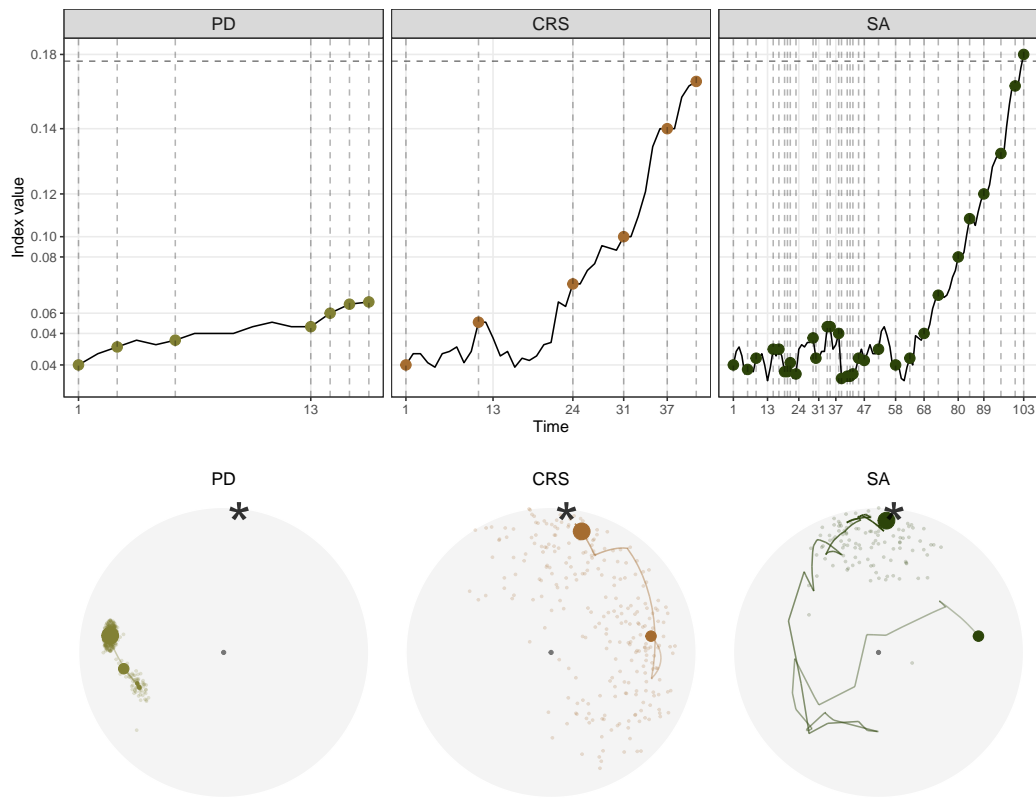 PD CRS SA
0.18
0.14
0.12
0.10
0.08
0.06
0.04
0.04
Index value
1 13 1 13 24 31 37 1 13 24 31 37 47 58 68 80 89 103
Time
PD CRS SA
* * *